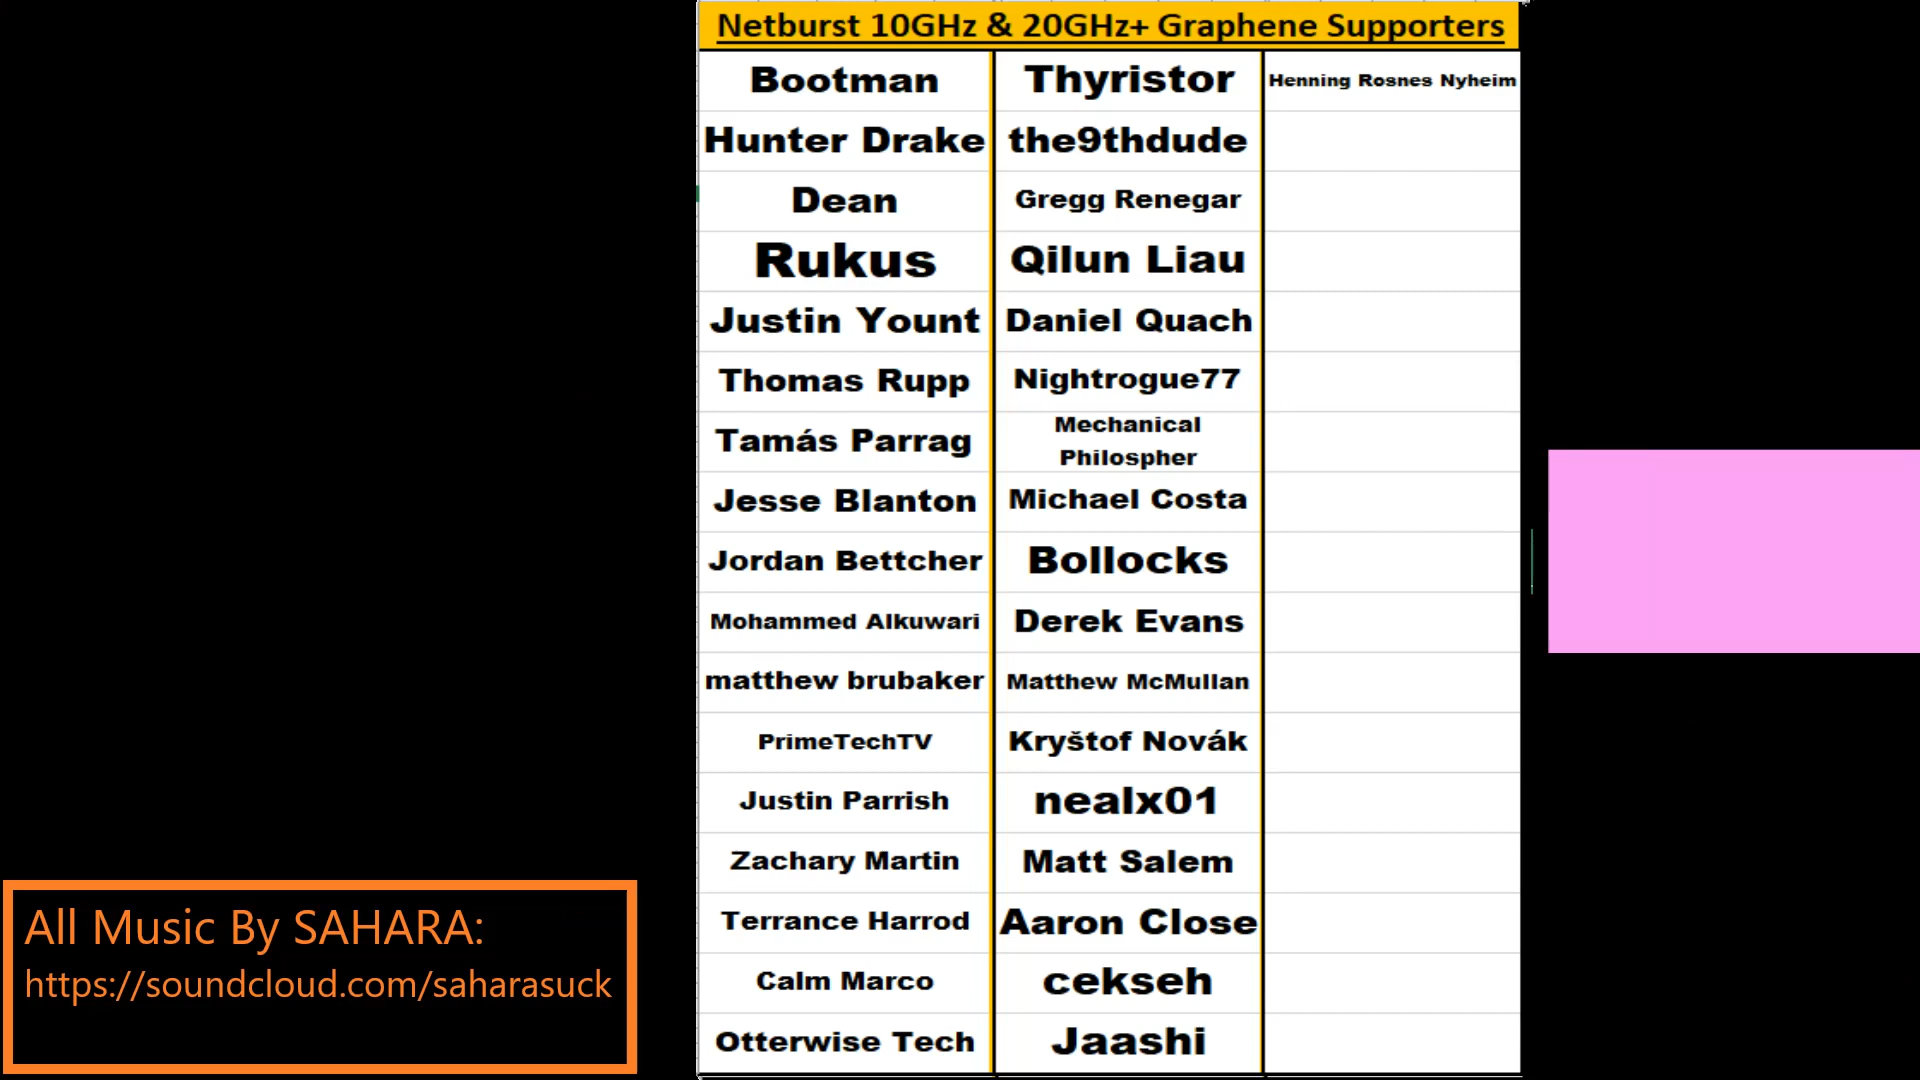 Netburst 10GHz & 20GHz+ Graphene Supporters
Bootman Thyristor Henning Rosnes Nyheim
Hunter Drake the9thdude
Dean Gregg Renegar
Rukus Qilun Liau
Justin Yount Daniel Quach
Thomas Rupp Nightrogue77
Tamás Parrag Mechanical
Philospher
Jesse Blanton Michael Costa
Jordan Bettcher Bollocks
Mohammed Alkuwari Derek Evans
matthew brubaker Matthew McMullan
PrimeTechTV Kryštof Novák
Justin Parrish nealx01
Zachary Martin Matt Salem
Terrance Harrod Aaron Close
Calm Marco cekseh
Otterwise Tech Jaashi
All Music By SAHARA:
https://soundcloud.com/saharasuck